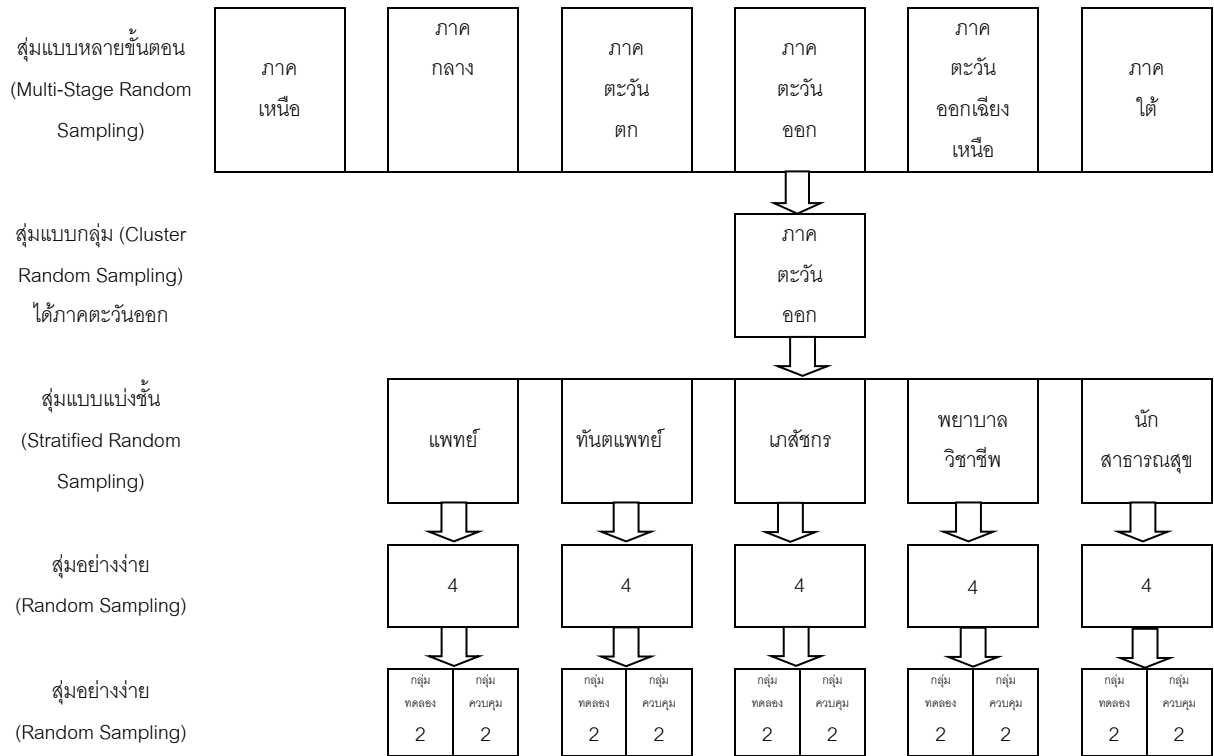 สุ่มแบบหลายขั้นตอน
(Multi-Stage Random
Sampling)
ภาค
เหนือ
ภาค
กลาง
ภาค
ตะวัน
ตก
ภาค
ตะวัน
ออก
ภาค
ตะวัน
ออกเฉียง
เหนือ
ภาค
ใต้
สุ่มแบบกลุ่ม (Cluster
Random Sampling)
ได้ภาคตะวันออก
ภาค
ตะวัน
ออก
สุ่มแบบแบ่งชั้น
(Stratified Random
Sampling)
แพทย์
ทันตแพทย์
เภสัชกร
พยาบาล
วิชาชีพ
นัก
สาธารณสุข
สุ่มอย่างง่าย
(Random Sampling)
4
4
4
4
4
สุ่มอย่างง่าย
(Random Sampling)
กลุ่ม
ทดลอง
2
กลุ่ม
ควบคุม
2
กลุ่ม
ทดลอง
2
กลุ่ม
ควบคุม
2
กลุ่ม
ทดลอง
2
กลุ่ม
ควบคุม
2
กลุ่ม
ทดลอง
2
กลุ่ม
ควบคุม
2
กลุ่ม
ทดลอง
2
กลุ่ม
ควบคุม
2